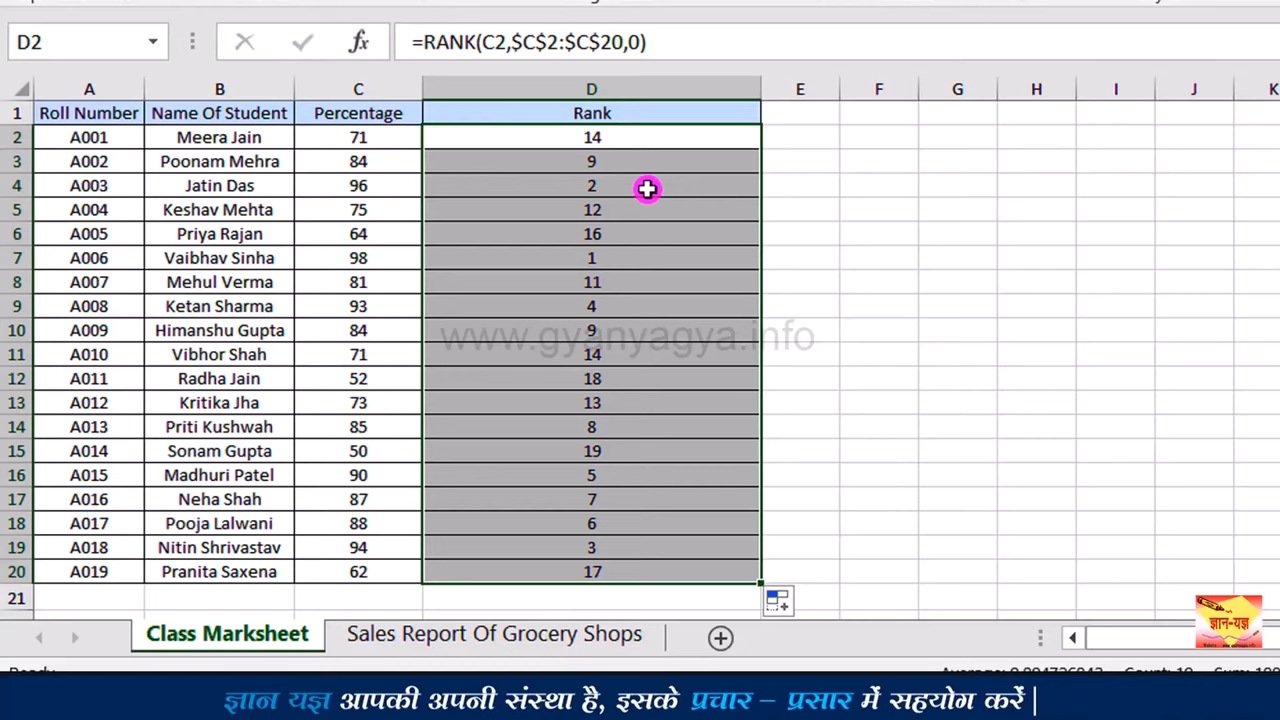 D2
fx
=RANK(C2,$C$2:$C$20,0)
A B C D E F G H I J K
1 Roll Number Name Of Student Percentage Rank
2 A001 Meera Jain 71 14
3 A002 Poonam Mehra 84 9
4 A003 Jatin Das 96 2
5 A004 Keshav Mehta 75 12
6 A005 Priya Rajan 64 16
7 A006 Vaibhav Sinha 98 1
8 A007 Mehul Verma 81 11
9 A008 Ketan Sharma 93 4
10 A009 Himanshu Gupta 84 9
www.gyanyagya.info
11 A010 Vibhor Shah 71 14
12 A011 Radha Jain 52 18
13 A012 Kritika Jha 73 13
14 A013 Priti Kushwah 85 8
15 A014 Sonam Gupta 50 19
16 A015 Madhuri Patel 90 5
17 A016 Neha Shah 87 7
18 A017 Pooja Lalwani 88 6
19 A018 Nitin Shrivastav 94 3
20 A019 Pranita Saxena 62 17
21
Class Marksheet Sales Report Of Grocery Shops
ज्ञान-यज्ञ
ज्ञान यज्ञ आपकी अपनी संस्था है, इसके प्रचार – प्रसार में सहयोग करें |